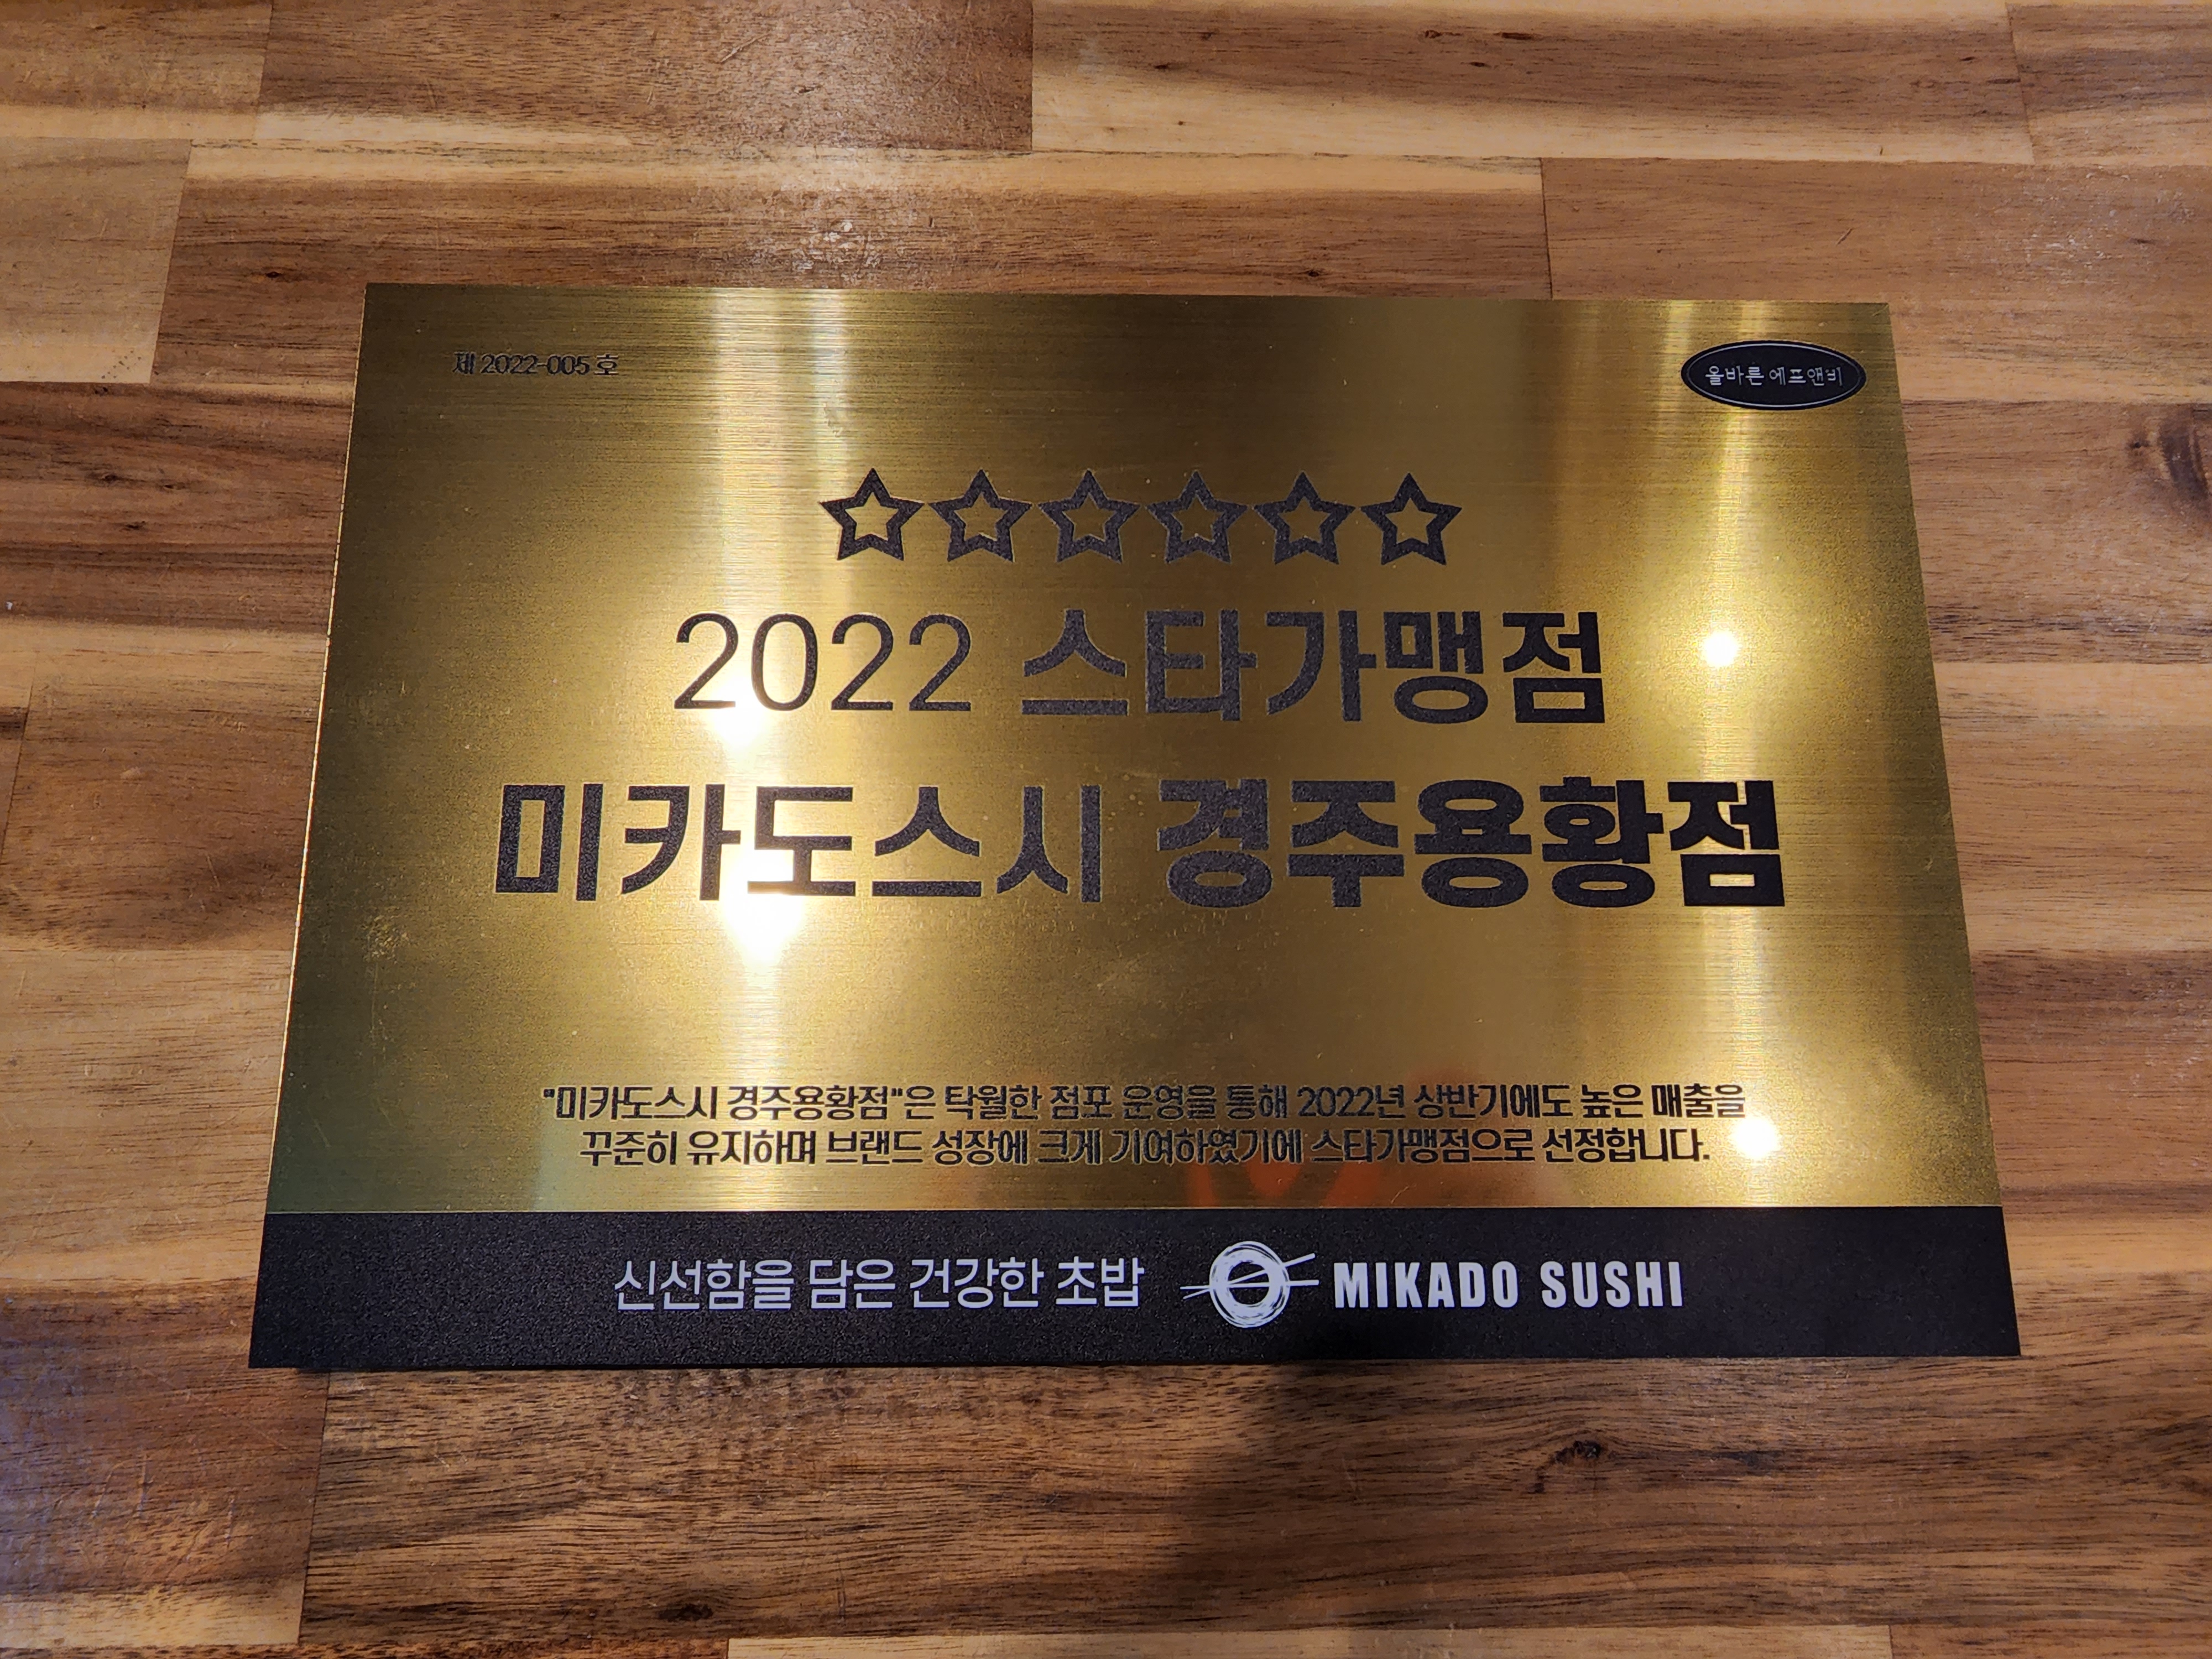 제 2022-005 호
올바른 에프앤비
2022 스타가맹점
미카도스시 경주용황점
"미카도스시 경주용황점"은 탁월한 점포 운영을 통해 2022년 상반기에도 높은 매출을
꾸준히 유지하며 브랜드 성장에 크게 기여하였기에 스타가맹점으로 선정합니다.
신선함을 담은 건강한 초밥 MIKADO SUSHI